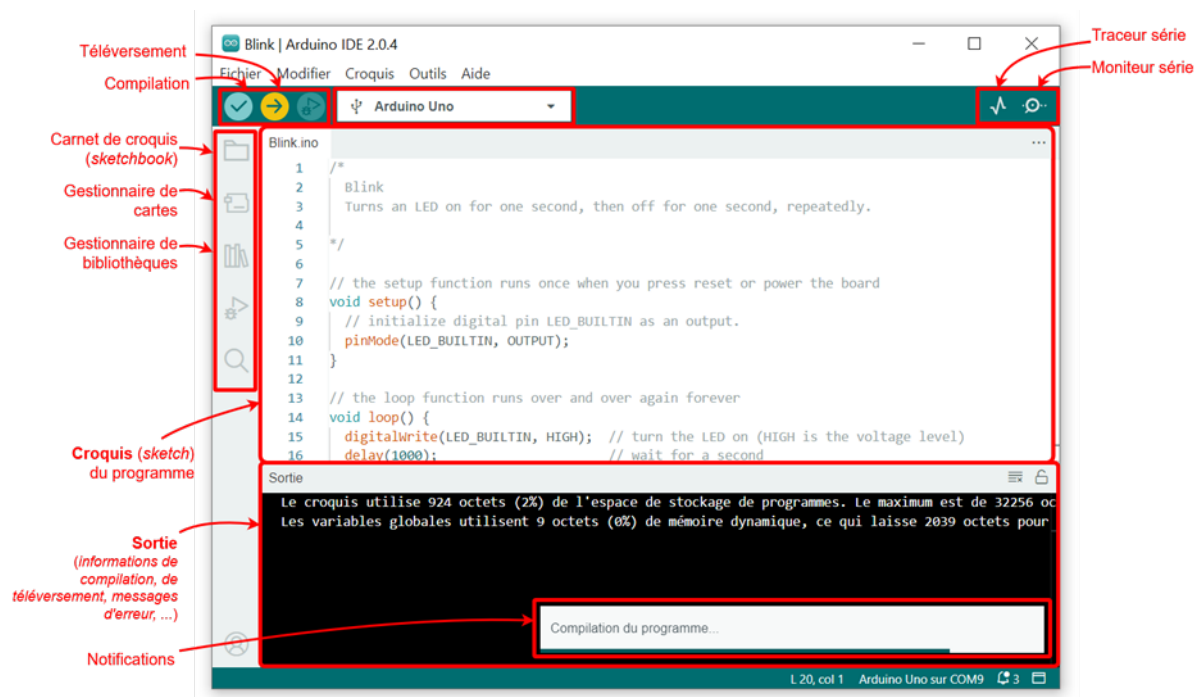 Blink | Arduino IDE 2.0.4
Fichier Modifier Croquis Outils Aide
Arduino Uno
Téléversement
Compilation
Traceur série
Moniteur série
Carnet de croquis
(sketchbook)
Gestionnaire de
cartes
Gestionnaire de
bibliothèques
Croquis (sketch)
du programme
Sortie
(informations de
compilation, de
téléversement, messages
d'erreur, ...)
Notifications
Blink.ino
...
1 /*
2 Blink
3 Turns an LED on for one second, then off for one second, repeatedly.
4
5 */
6
7 // the setup function runs once when you press reset or power the board
8 void setup() {
9 // initialize digital pin LED_BUILTIN as an output.
10 pinMode(LED_BUILTIN, OUTPUT);
11 }
12
13 // the loop function runs over and over again forever
14 void loop() {
15 digitalWrite(LED_BUILTIN, HIGH); // turn the LED on (HIGH is the voltage level)
16 delay(1000); // wait for a second
Sortie
Le croquis utilise 924 octets (2%) de l'espace de stockage de programmes. Le maximum est de 32256 oc
Les variables globales utilisent 9 octets (0%) de mémoire dynamique, ce qui laisse 2039 octets pour
Compilation du programme...
L 20, col 1 Arduino Uno sur COM9 3